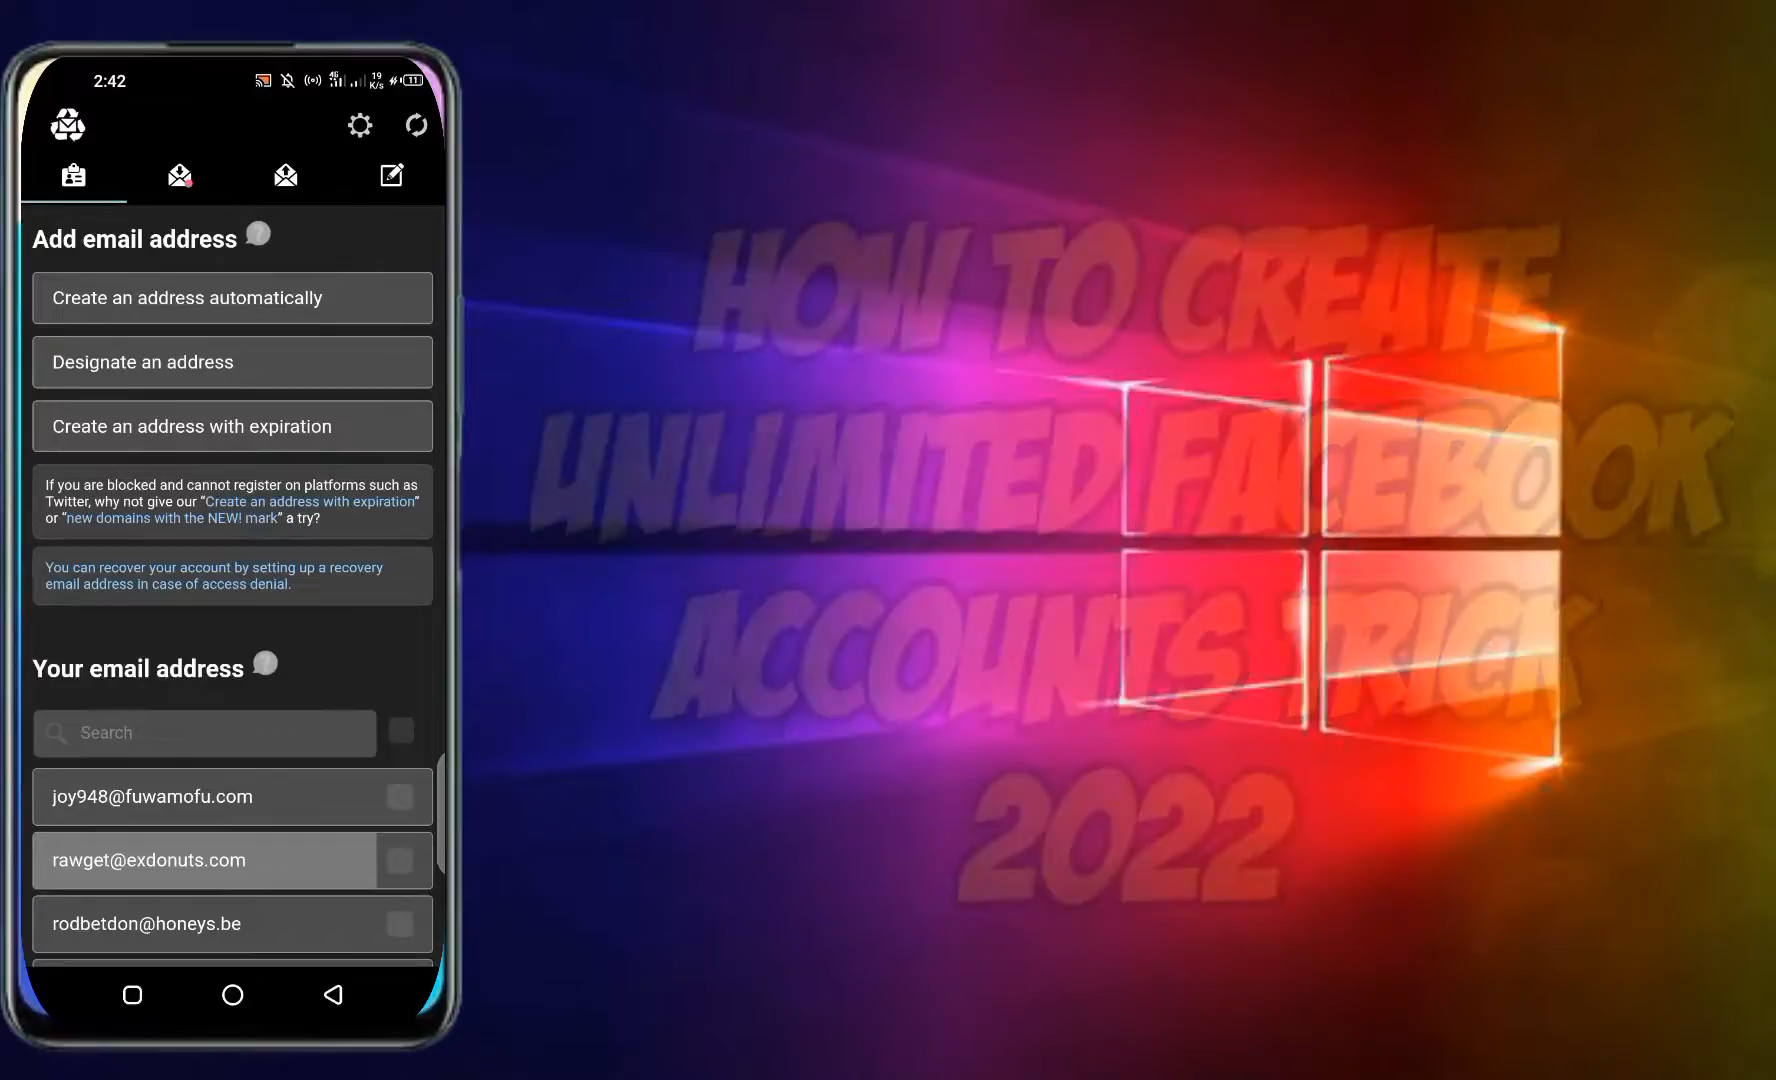 2:42
4G
19
K/s
11
Add email address
?
Create an address automatically
Designate an address
Create an address with expiration
If you are blocked and cannot register on platforms such as
Twitter, why not give our “Create an address with expiration”
or “new domains with the NEW! mark” a try?
You can recover your account by setting up a recovery
email address in case of access denial.
Your email address
?
Search
joy948@fuwamofu.com
rawget@exdonuts.com
rodbetdon@honeys.be
HOW TO CREATE
UNLIMITED FACEBOOK
ACCOUNTS TRICK
2022